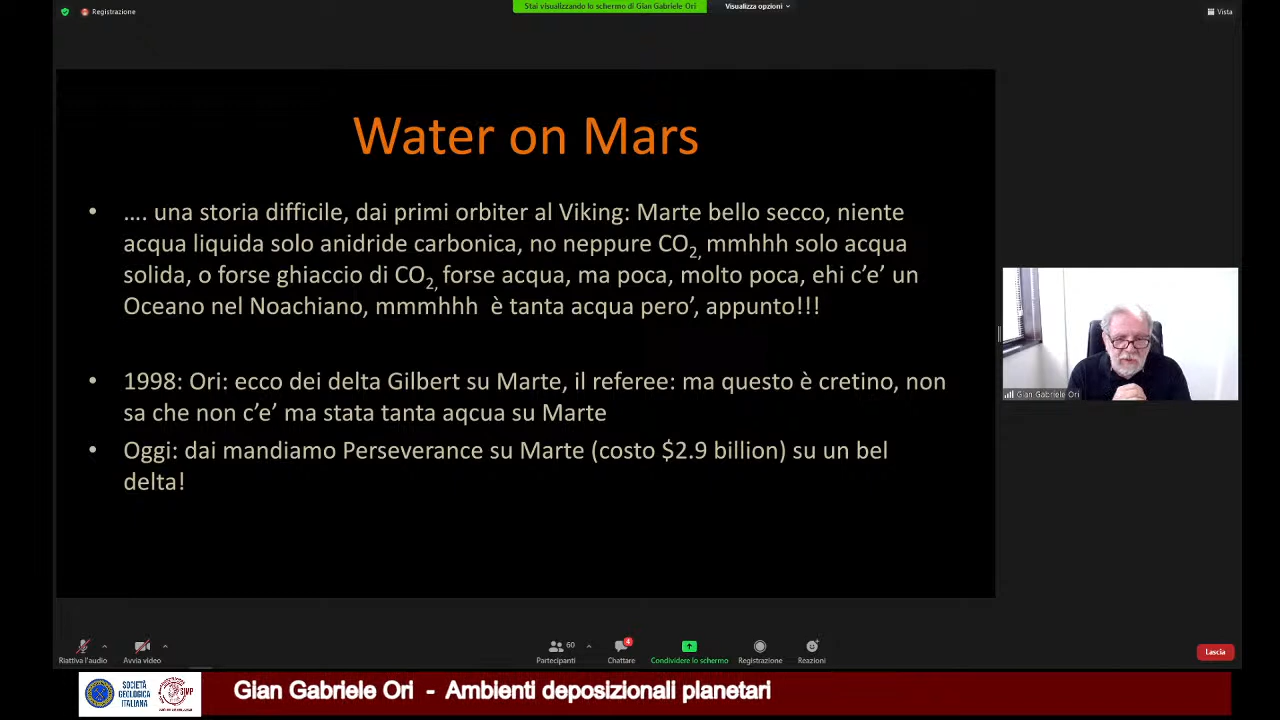 Registrazione
Stai visualizzando lo schermo di Gian Gabriele Ori
Visualizza opzioni
Vista
Water on Mars
• …. una storia difficile, dai primi orbiter al Viking: Marte bello secco, niente
acqua liquida solo anidride carbonica, no neppure CO2, mmhhh solo acqua
solida, o forse ghiaccio di CO2, forse acqua, ma poca, molto poca, ehi c’e’ un
Oceano nel Noachiano, mmmhhh è tanta acqua pero’, appunto!!!
• 1998: Ori: ecco dei delta Gilbert su Marte, il referee: ma questo è cretino, non
sa che non c’e’ ma stata tanta aqcua su Marte
• Oggi: dai mandiamo Perseverance su Marte (costo $2.9 billion) su un bel
delta!
Gian Gabriele Ori
Riattiva l'audio
Avvia video
60
Partecipanti
4
Chattare
Condividere lo schermo
Registrazione
Reazioni
Lascia
SOCIETÀ
GEOLOGICA
ITALIANA
Gian Gabriele Ori - Ambienti deposizionali planetari